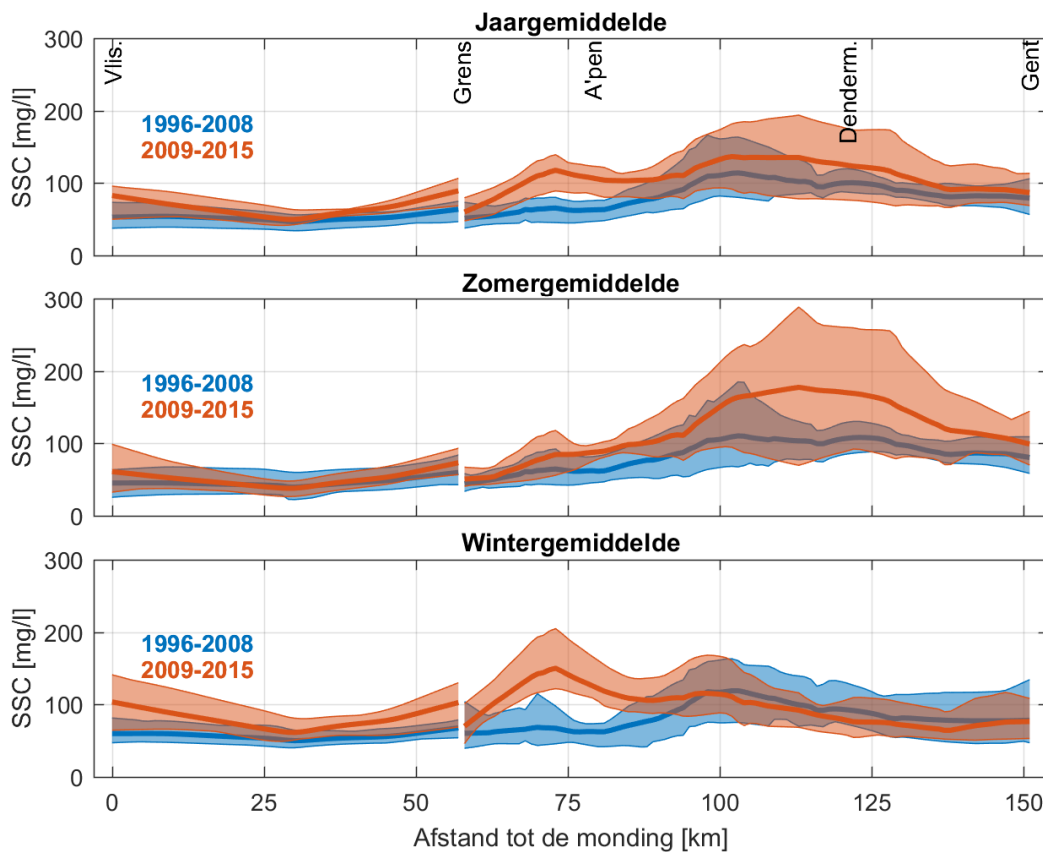 Jaargemiddelde
300
200
100
0
SSC [mg/l]
Vlis.
Grens
A'pen
Denderm.
Gent
1996-2008
2009-2015
Zomergemiddelde
300
200
100
0
SSC [mg/l]
1996-2008
2009-2015
Wintergemiddelde
300
200
100
0
SSC [mg/l]
1996-2008
2009-2015
0 25 50 75 100 125 150
Afstand tot de monding [km]